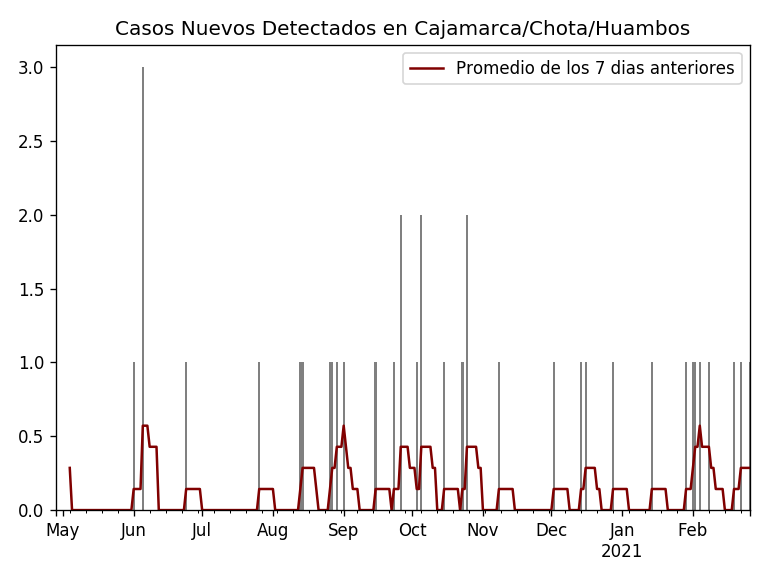 Casos Nuevos Detectados en Cajamarca/Chota/Huambos
Promedio de los 7 dias anteriores
3.0
2.5
2.0
1.5
1.0
0.5
0.0
May Jun Jul Aug Sep Oct Nov Dec Jan Feb
2021